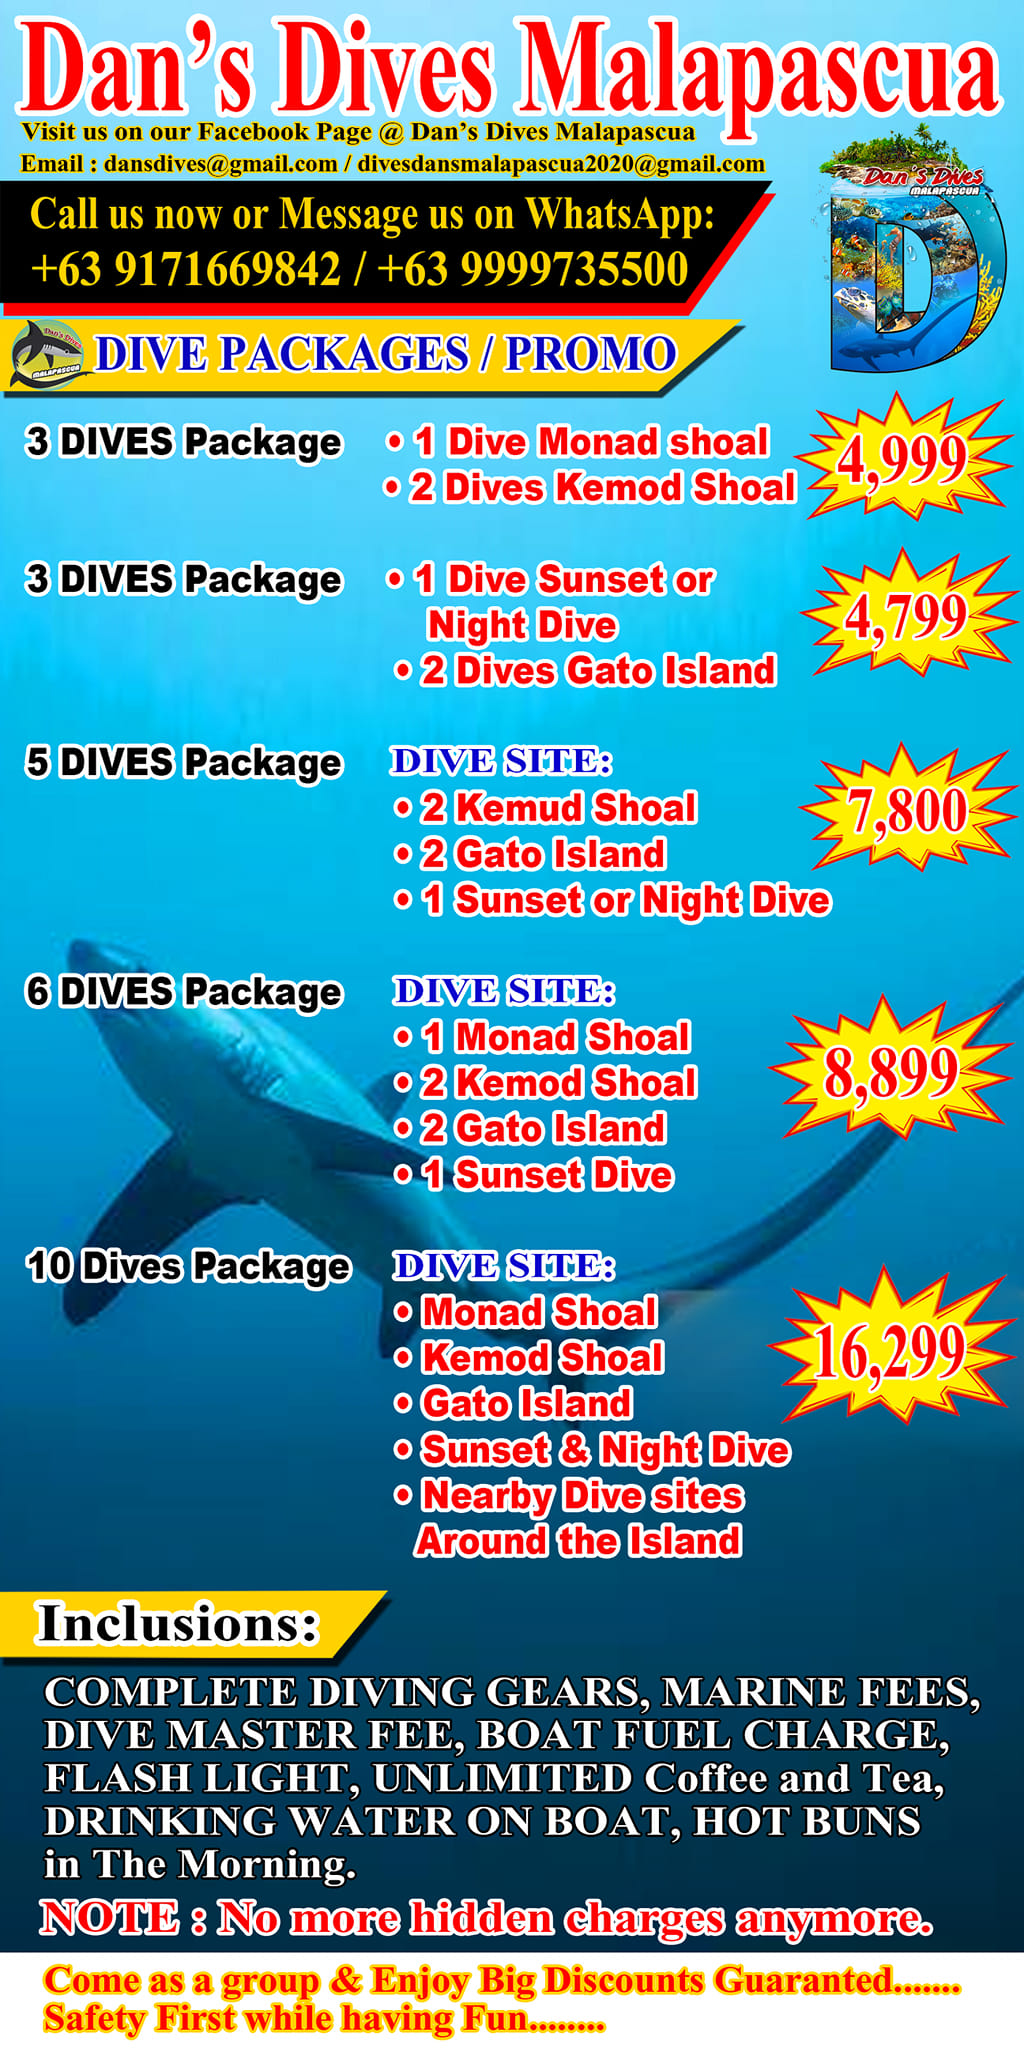 Dan's Dives Malapascua
Visit us on our Facebook Page @ Dan's Dives Malapascua
Email : dansdives@gmail.com / divesdansmalapascua2020@gmail.com
Dan's Dives
MALAPASCUA
Call us now or Message us on WhatsApp:
+63 9171669842 / +63 9999735500
Dan's Dives
MALAPASCUA
DIVE PACKAGES / PROMO
3 DIVES Package
• 1 Dive Monad shoal
• 2 Dives Kemod Shoal
4,999
3 DIVES Package
• 1 Dive Sunset or
Night Dive
• 2 Dives Gato Island
4,799
5 DIVES Package
DIVE SITE:
• 2 Kemud Shoal
• 2 Gato Island
• 1 Sunset or Night Dive
7,800
6 DIVES Package
DIVE SITE:
• 1 Monad Shoal
• 2 Kemod Shoal
• 2 Gato Island
• 1 Sunset Dive
8,899
10 Dives Package
DIVE SITE:
• Monad Shoal
• Kemod Shoal
• Gato Island
• Sunset & Night Dive
• Nearby Dive sites
Around the Island
16,299
Inclusions:
COMPLETE DIVING GEARS, MARINE FEES,
DIVE MASTER FEE, BOAT FUEL CHARGE,
FLASH LIGHT, UNLIMITED Coffee and Tea,
DRINKING WATER ON BOAT, HOT BUNS
in The Morning.
NOTE : No more hidden charges anymore.
Come as a group & Enjoy Big Discounts Guaranted.......
Safety First while having Fun........